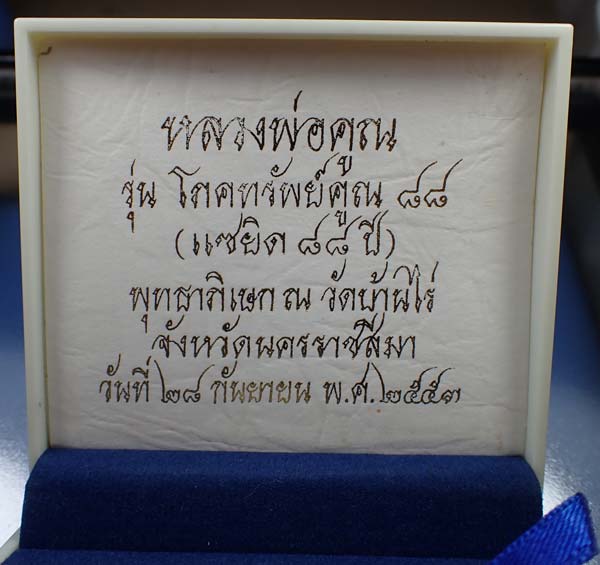 หลวงพ่อคูณ
รุ่น โภคทรัพย์คูณ ๘๘
(แซยิด ๘๘ ปี)
พุทธาภิเษก ณ วัดบ้านไร่
จังหวัดนครราชสีมา
วันที่ ๒๘ กันยายน พ.ศ.๒๕๕๓